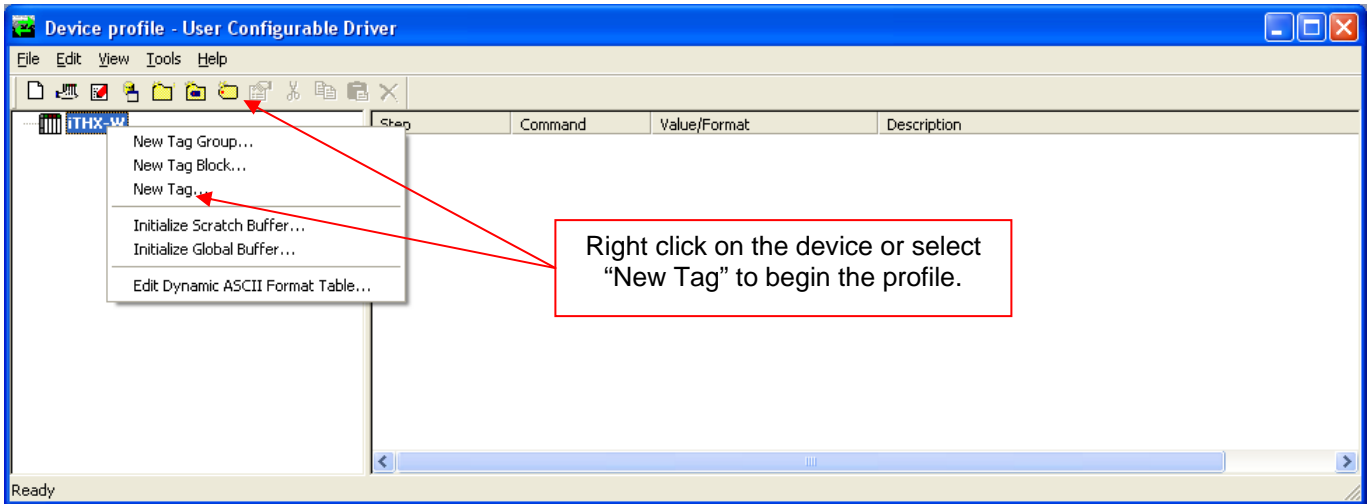 Device profile - User Configurable Driver
File Edit View Tools Help
iTHX-W
Step Command Value/Format Description
New Tag Group...
New Tag Block...
New Tag...
Initialize Scratch Buffer...
Initialize Global Buffer...
Edit Dynamic ASCII Format Table...
Right click on the device or select
“New Tag” to begin the profile.
Ready